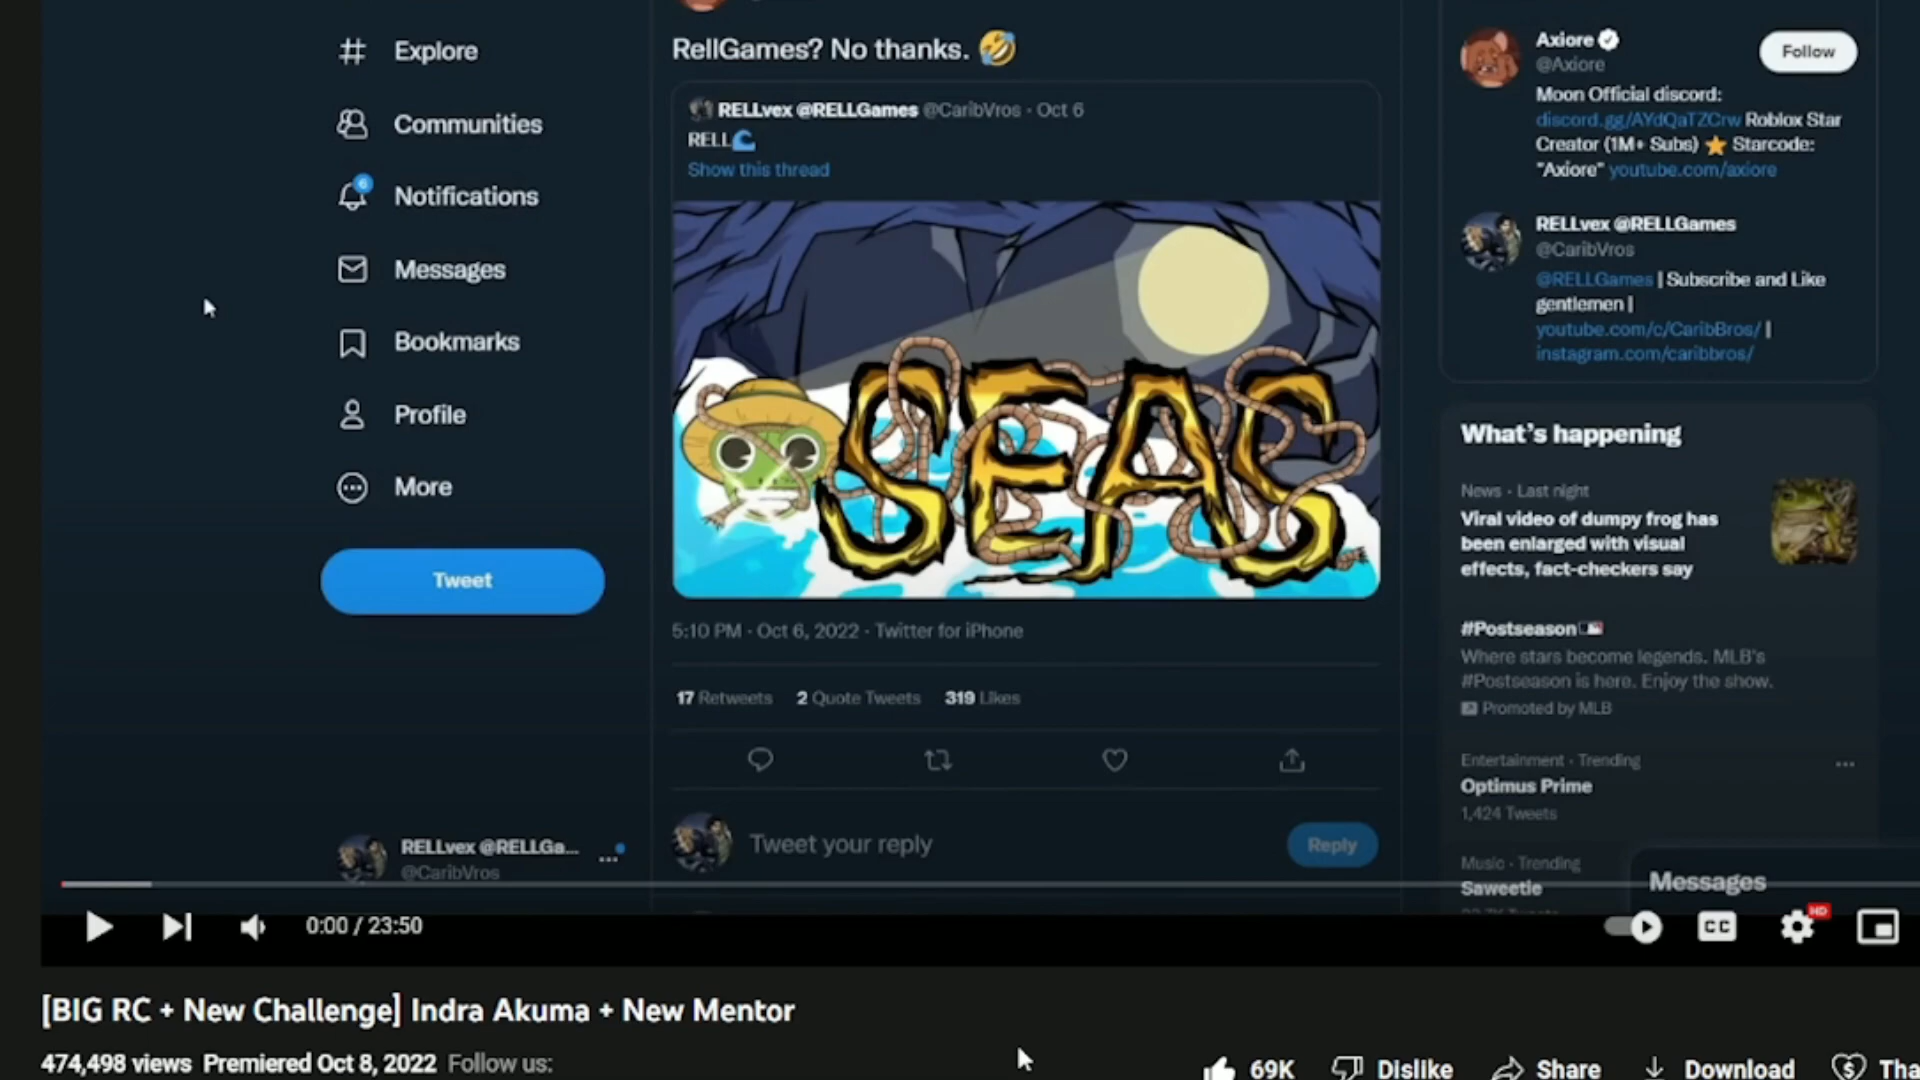 Explore
Communities
6
Notifications
Messages
Bookmarks
Profile
More
Tweet
RELLvex @RELLGa...
@CaribVros
RellGames? No thanks. 🤣
RELLvex @RELLGames @CaribVros · Oct 6
RELL🌊
Show this thread
SEAS
5:10 PM · Oct 6, 2022 · Twitter for iPhone
17 Retweets 2 Quote Tweets 319 Likes
Tweet your reply
Reply
Axiore
@Axiore
Follow
Moon Official discord:
discord.gg/AYdQaTZCrw Roblox Star
Creator (1M+ Subs) ⭐ Starcode:
"Axiore" youtube.com/axiore
RELLvex @RELLGames
@CaribVros
@RELLGames | Subscribe and Like
gentlemen |
youtube.com/c/CaribBros/ |
instagram.com/caribbros/
What's happening
News · Last night
Viral video of dumpy frog has
been enlarged with visual
effects, fact-checkers say
#Postseason
Where stars become legends. MLB's
#Postseason is here. Enjoy the show.
Promoted by MLB
Entertainment · Trending
Optimus Prime
1,424 Tweets
Music · Trending
Saweetie
Messages
0:00 / 23:50
CC
HD
[BIG RC + New Challenge] Indra Akuma + New Mentor
474,498 views Premiered Oct 8, 2022 Follow us:
69K Dislike Share Download Tha